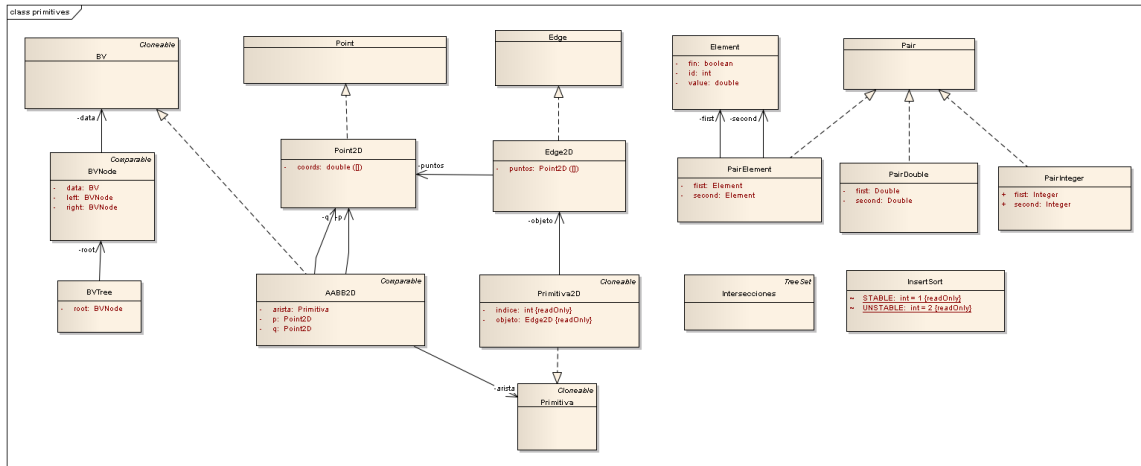 class primitives
Cloneable
BV
Point
Edge
Element
- fin: boolean
- id: int
- value: double
Pair
-data
-first
-second
Comparable
BVNode
- data: BV
- left: BVNode
- right: BVNode
Point2D
- coords: double ([])
-puntos
Edge2D
- puntos: Point2D ([])
PairElement
- first: Element
- second: Element
PairDouble
- first: Double
- second: Double
PairInteger
+ first: Integer
+ second: Integer
-root
-q
-p
-objeto
BVTree
- root: BVNode
Comparable
AABB2D
- arista: Primitiva
- p: Point2D
- q: Point2D
Cloneable
Primitiva2D
- indice: int {readOnly}
- objeto: Edge2D {readOnly}
TreeSet
Intersecciones
InsertSort
~ STABLE: int = 1 {readOnly}
~ UNSTABLE: int = 2 {readOnly}
-arista
Cloneable
Primitiva